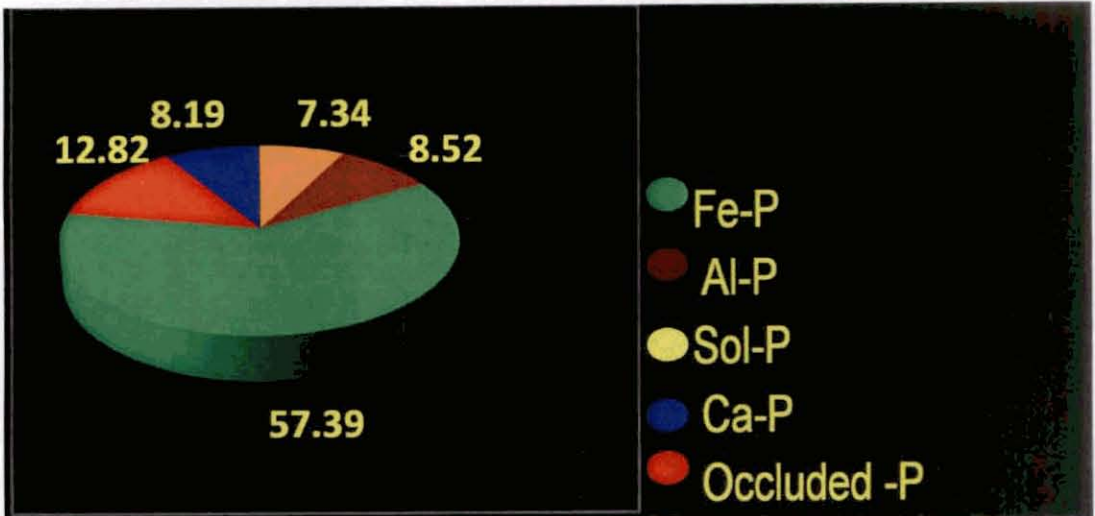 8.19 7.34
12.82 8.52
57.39
Fe-P
Al-P
Sol-P
Ca-P
Occluded -P